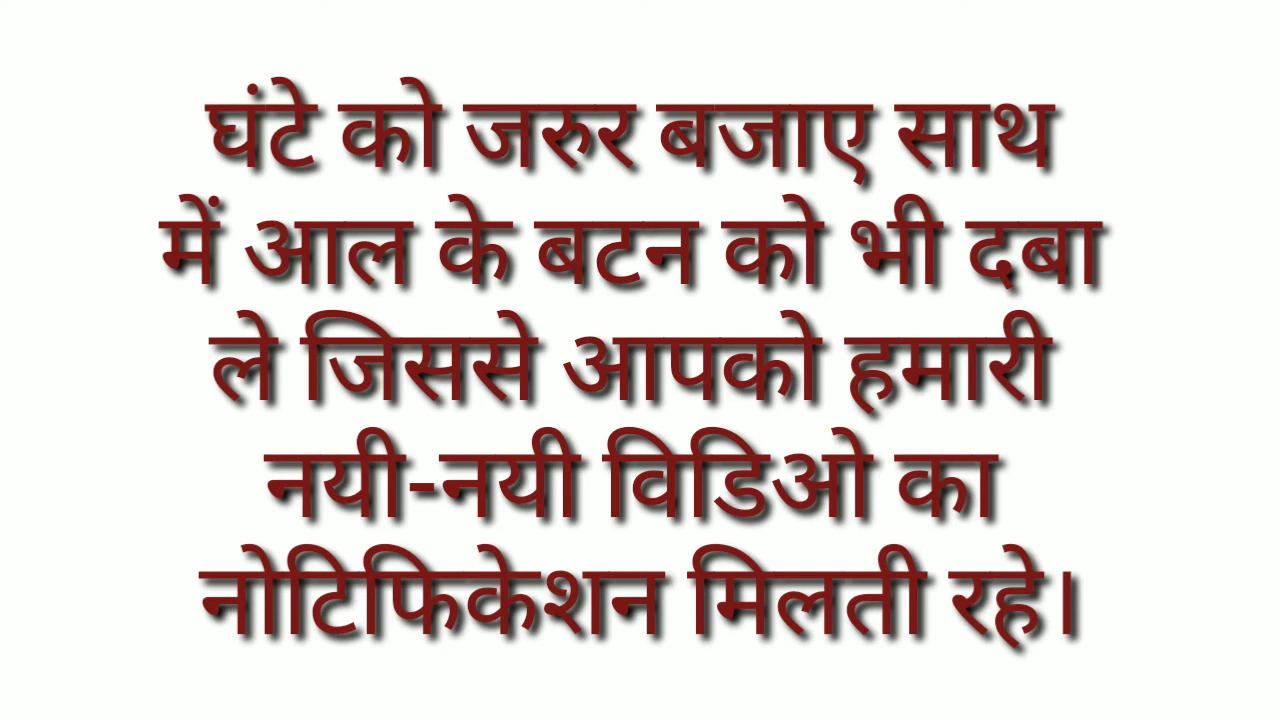 घंटे को जरुर बजाए साथ
में आल के बटन को भी दबा
ले जिससे आपको हमारी
नयी-नयी विडिओ का
नोटिफिकेशन मिलती रहे।